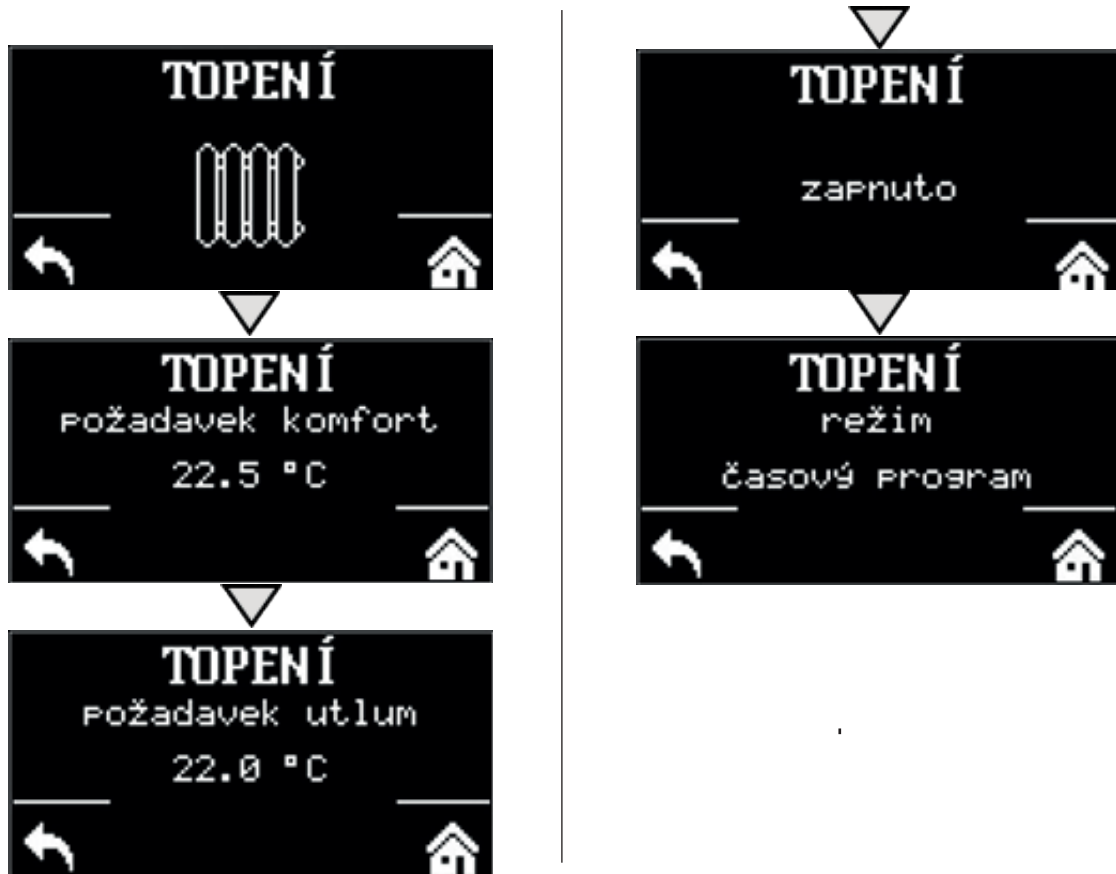 TOPENÍ
TOPENÍ
požadavek komfort
22.5 °C
TOPENÍ
požadavek utlum
22.0 °C
TOPENÍ
zapnuto
TOPENÍ
režim
časový program